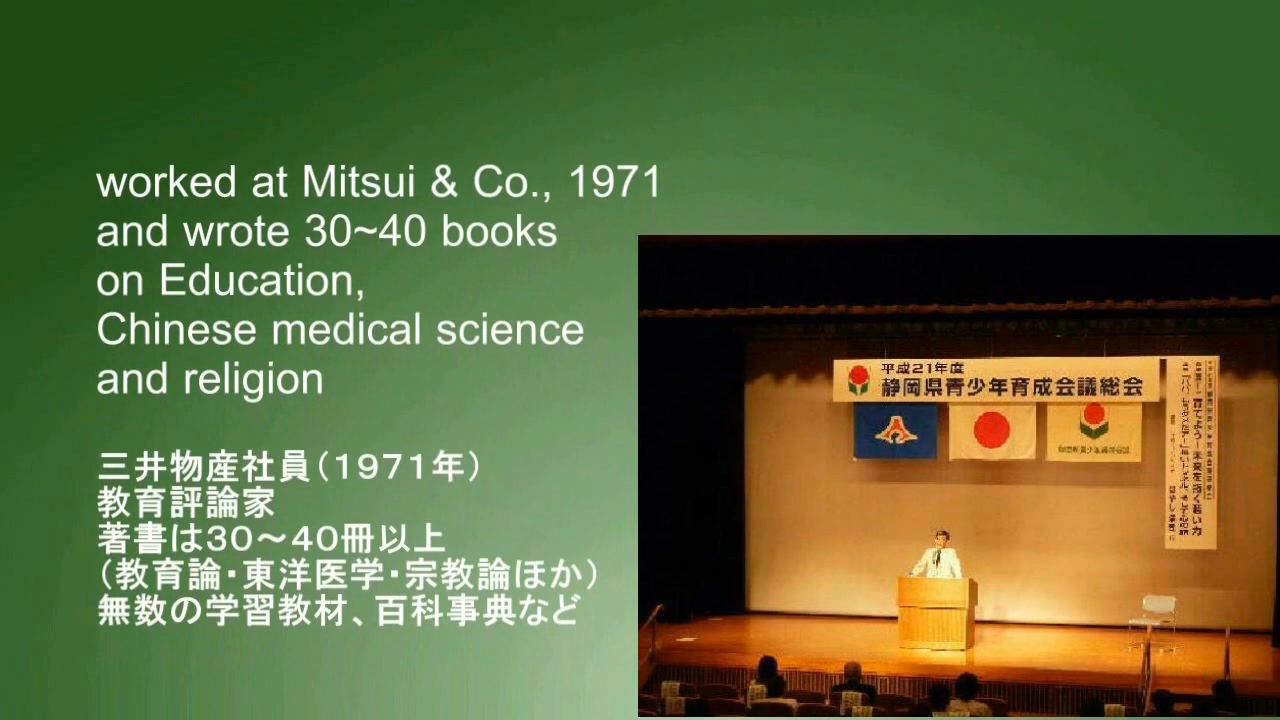 worked at Mitsui & Co., 1971
and wrote 30~40 books
on Education,
Chinese medical science
and religion
三井物産社員（１９７１年）
教育評論家
著書は３０～４０冊以上
（教育論・東洋医学・宗教論ほか）
無数の学習教材、百科事典など
平成21年度
静岡県青少年育成会議総会